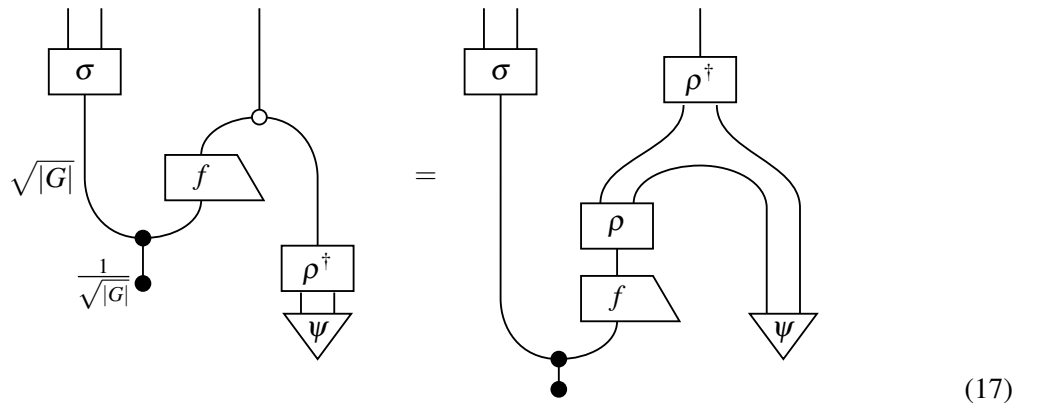 σ σ ρ†
√|G| f =
ρ
1/√|G| ρ† f
ψ ψ
(17)